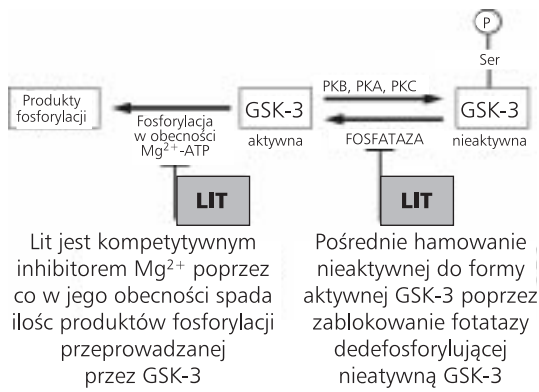 P
Ser
PKB, PKA, PKC
Produkty
fosforylacji
GSK-3
GSK-3
Fosforylacja
w obecności
Mg²⁺-ATP
aktywna
FOSFATAZA
nieaktywna
LIT
LIT
Lit jest kompetytywnym
inhibitorem Mg²⁺ poprzez
co w jego obecności spada
ilośc produktów fosforylacji
przeprowadzanej
przez GSK-3
Pośrednie hamowanie
nieaktywnej do formy
aktywnej GSK-3 poprzez
zablokowanie fotatazy
dedefosforylującej
nieatywną GSK-3